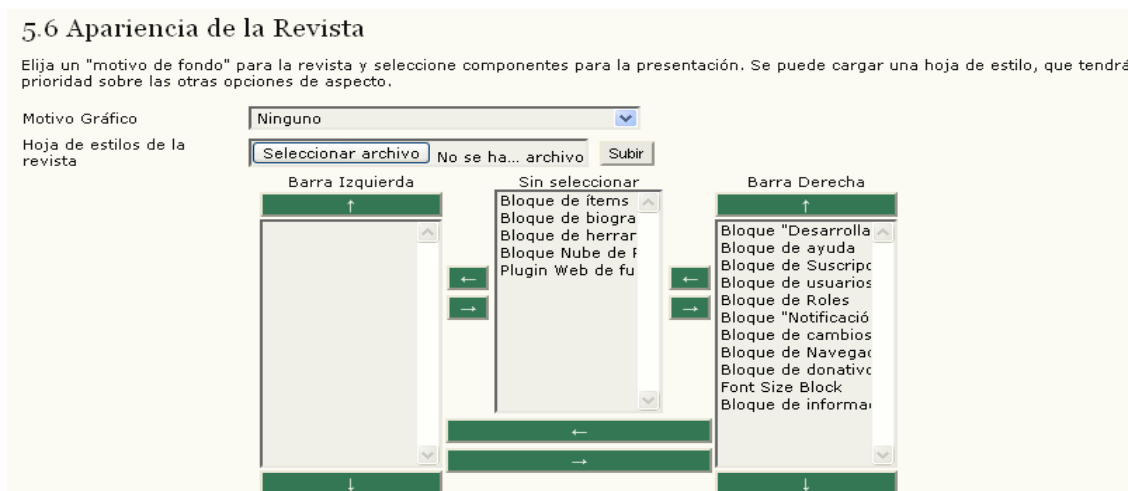 5.6 Apariencia de la Revista
Elija un "motivo de fondo" para la revista y seleccione componentes para la presentación. Se puede cargar una hoja de estilo, que tendrá
prioridad sobre las otras opciones de aspecto.
Motivo Gráfico
Ninguno
Hoja de estilos de la
revista
Seleccionar archivo No se ha... archivo Subir
Barra Izquierda
Sin seleccionar
Barra Derecha
↑
↑
Bloque de ítems
Bloque de biogra
Bloque de herrar
Bloque Nube de
Plugin Web de fu
Bloque "Desarrolla
Bloque de ayuda
Bloque de Suscripc
Bloque de usuarios
Bloque de Roles
Bloque "Notificació
Bloque de cambios
Bloque de Navegac
Bloque de donativo
Font Size Block
Bloque de informa
←
→
←
→
←
→
↓
↓